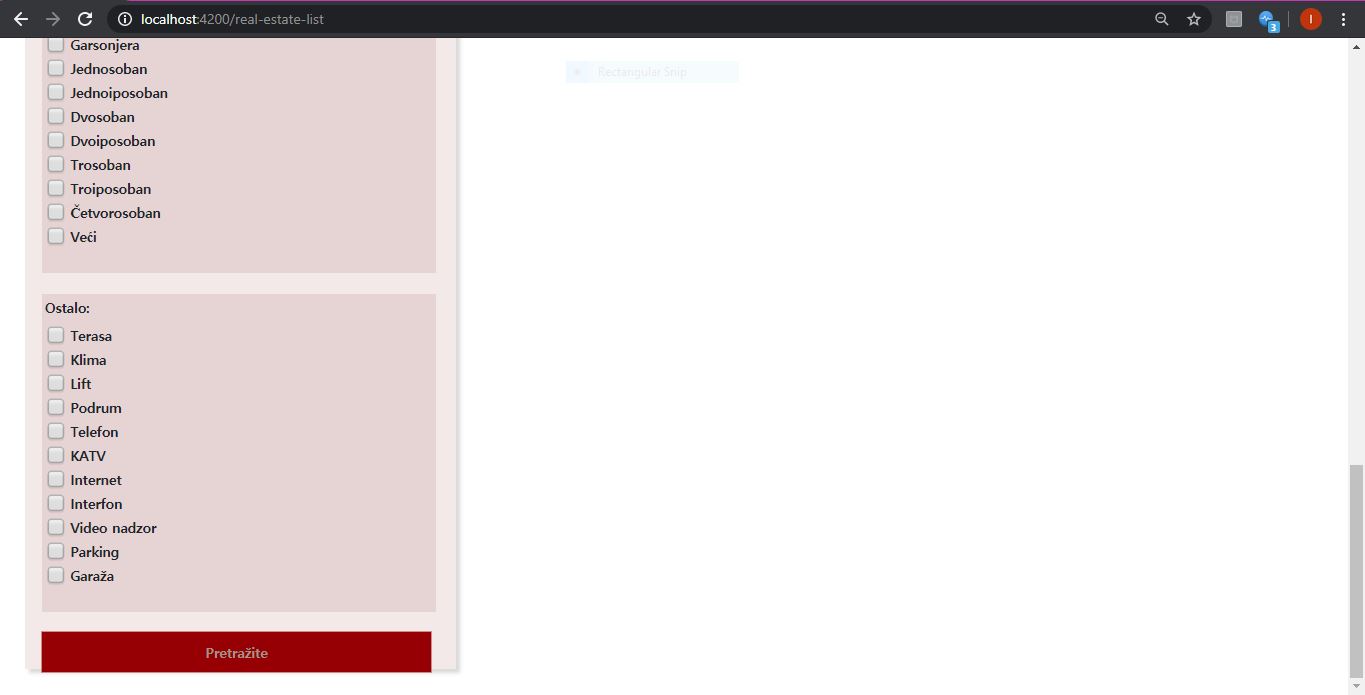 localhost:4200/real-estate-list
I
3
Garsonjera
Rectangular Snip
Jednosoban
Jednoiposoban
Dvosoban
Dvoiposoban
Trosoban
Troiposoban
Četvorosoban
Veći
Ostalo:
Terasa
Klima
Lift
Podrum
Telefon
KATV
Internet
Interfon
Video nadzor
Parking
Garaža
Pretražite